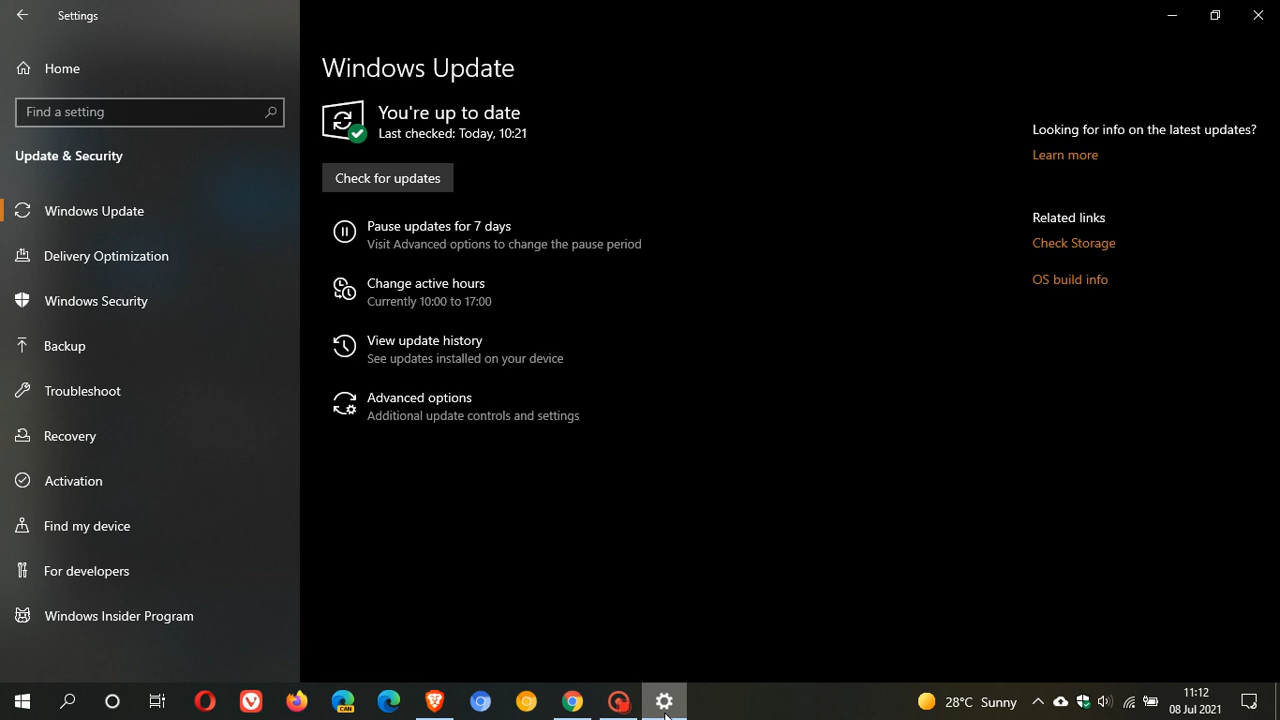 Settings
Home
Find a setting
Update & Security
Windows Update
Delivery Optimization
Windows Security
Backup
Troubleshoot
Recovery
Activation
Find my device
For developers
Windows Insider Program
Windows Update
You're up to date
Last checked: Today, 10:21
Check for updates
Pause updates for 7 days
Visit Advanced options to change the pause period
Change active hours
Currently 10:00 to 17:00
View update history
See updates installed on your device
Advanced options
Additional update controls and settings
Looking for info on the latest updates?
Learn more
Related links
Check Storage
OS build info
CAN
28°C Sunny
11:12
08 Jul 2021